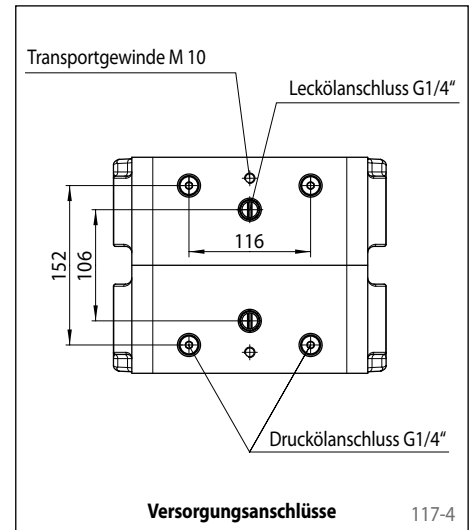 Transportgewinde M 10
Leckölanschluss G1/4“
116
152
106
Druckölanschluss G1/4“
Versorgungsanschlüsse
117-4